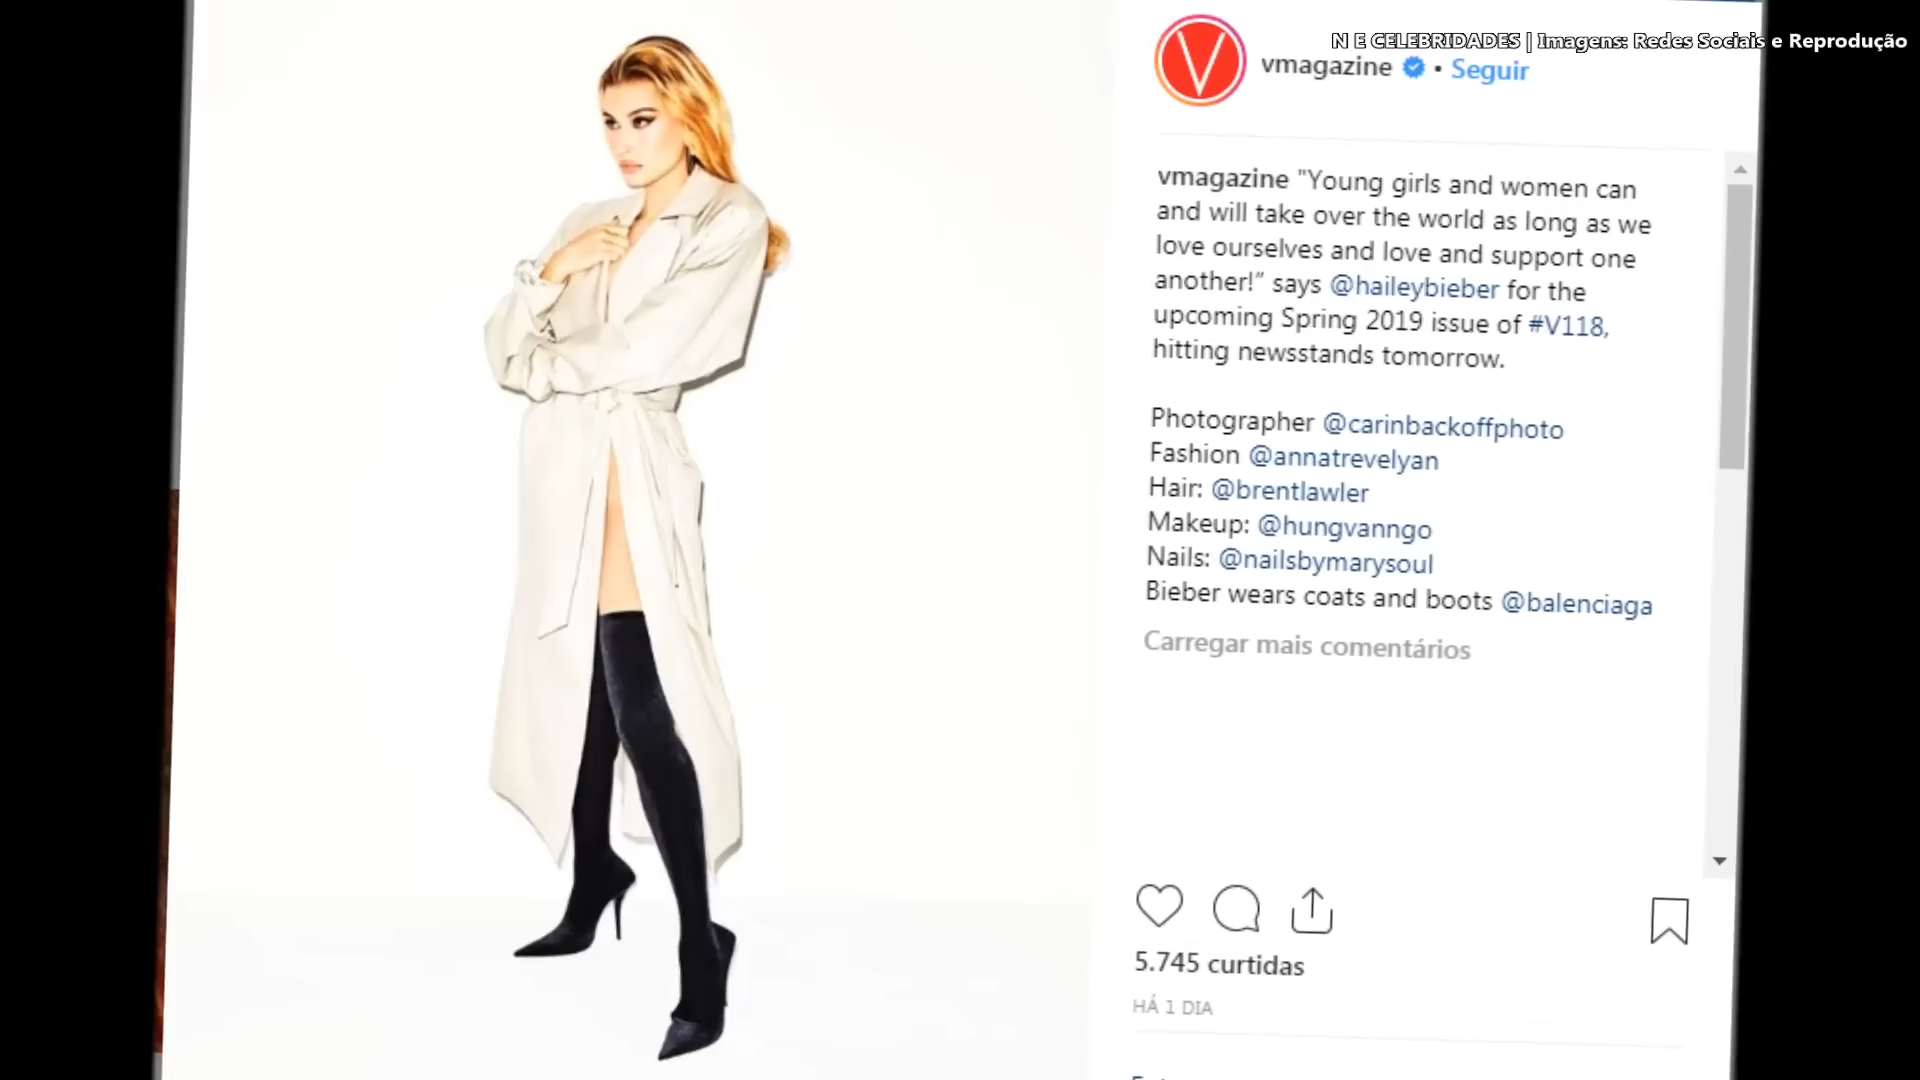 N E CELEBRIDADES | Imagens: Redes Sociais e Reprodução
V
vmagazine • Seguir
vmagazine "Young girls and women can
and will take over the world as long as we
love ourselves and love and support one
another!" says @haileybieber for the
upcoming Spring 2019 issue of #V118,
hitting newsstands tomorrow.
Photographer @carinbackoffphoto
Fashion @annatrevelyan
Hair: @brentlawler
Makeup: @hungvanngo
Nails: @nailsbymarysoul
Bieber wears coats and boots @balenciaga
Carregar mais comentários
5.745 curtidas
HÁ 1 DIA